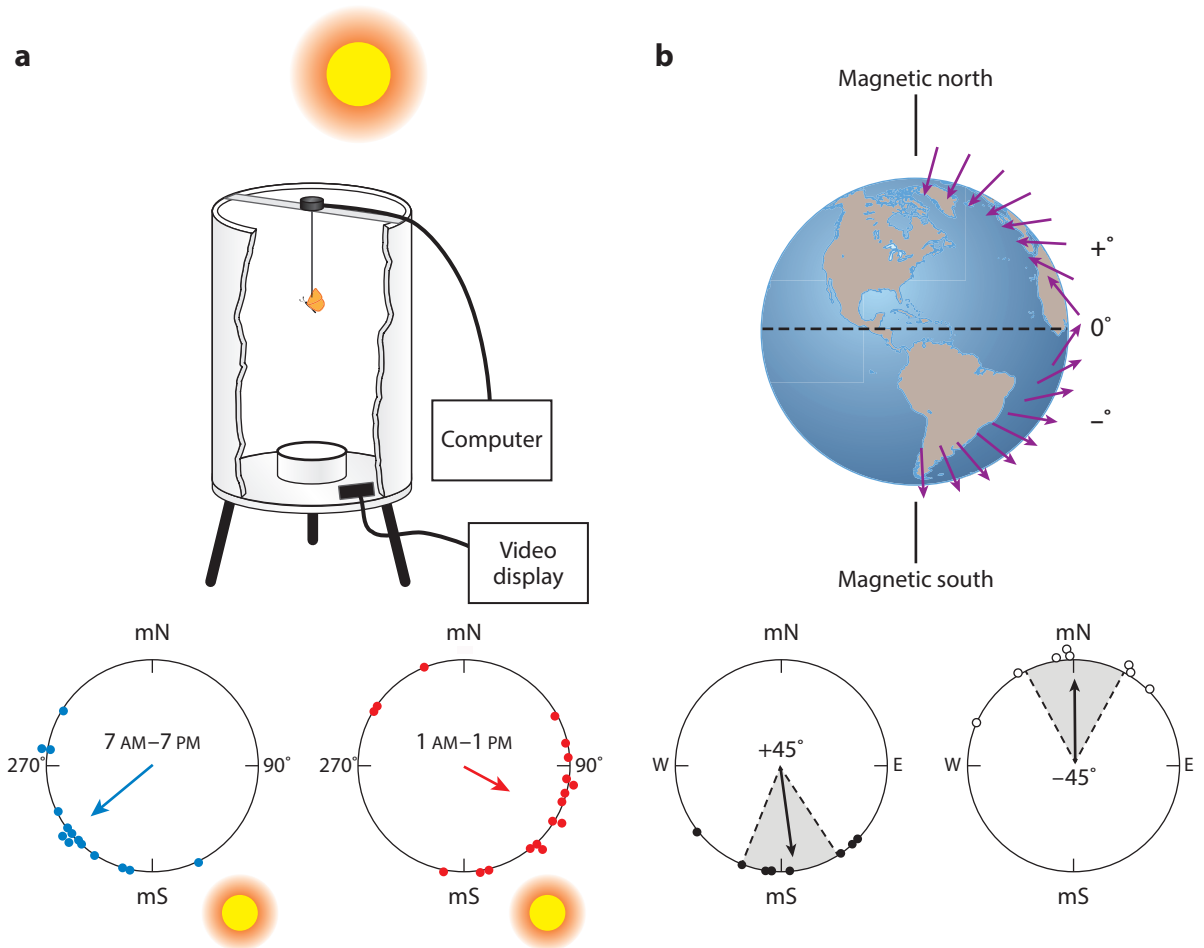 a
Computer
Video
display
mN
7 AM–7 PM
270°
90°
mS
mN
1 AM–1 PM
270°
90°
mS
b
Magnetic north
+°
0°
–°
Magnetic south
mN
+45°
W
E
mS
mN
W
E
–45°
mS